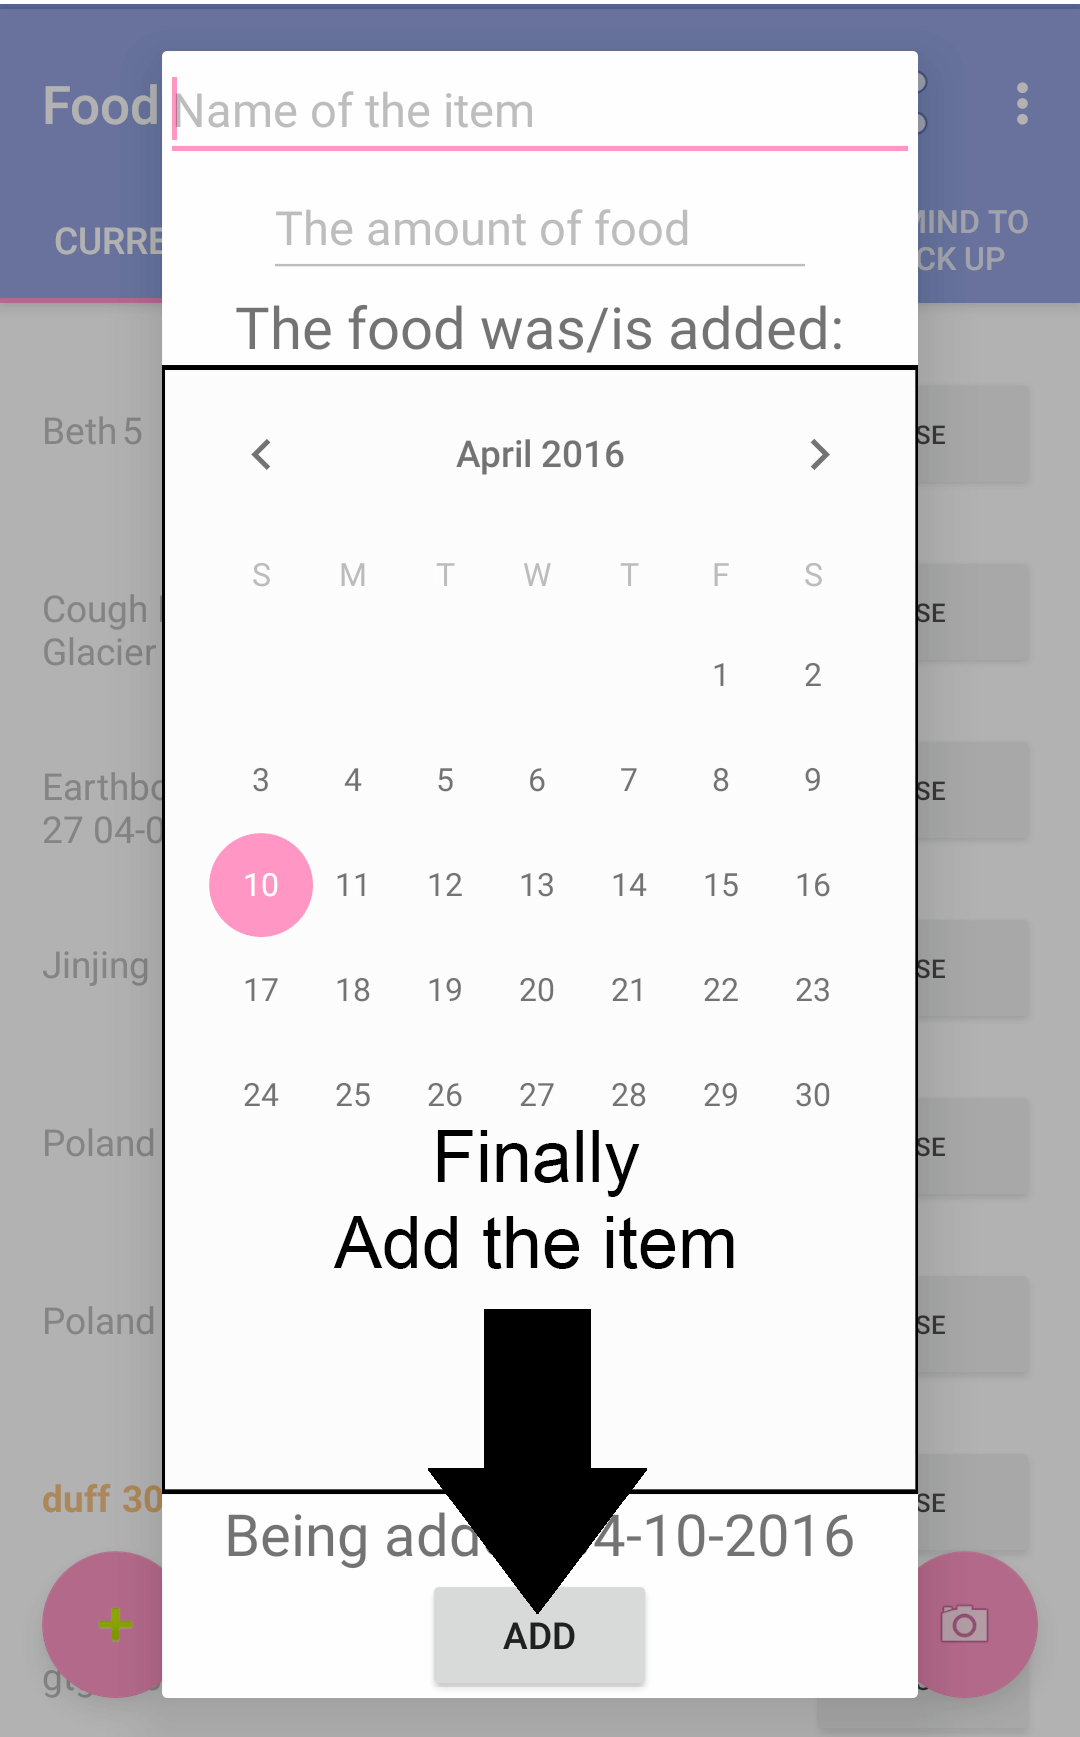 Food
Name of the item
CURRE
The amount of food
MIND TO
CK UP
The food was/is added:
Beth 5
SE
April 2016
S M T W T F S
1 2
Cough
Glacier
SE
3 4 5 6 7 8 9
Earthbo
27 04-0
SE
10 11 12 13 14 15 16
Jinjing
SE
17 18 19 20 21 22 23
24 25 26 27 28 29 30
Poland
SE
Finally
Add the item
Poland
SE
duff 30
SE
Being add 4-10-2016
ADD